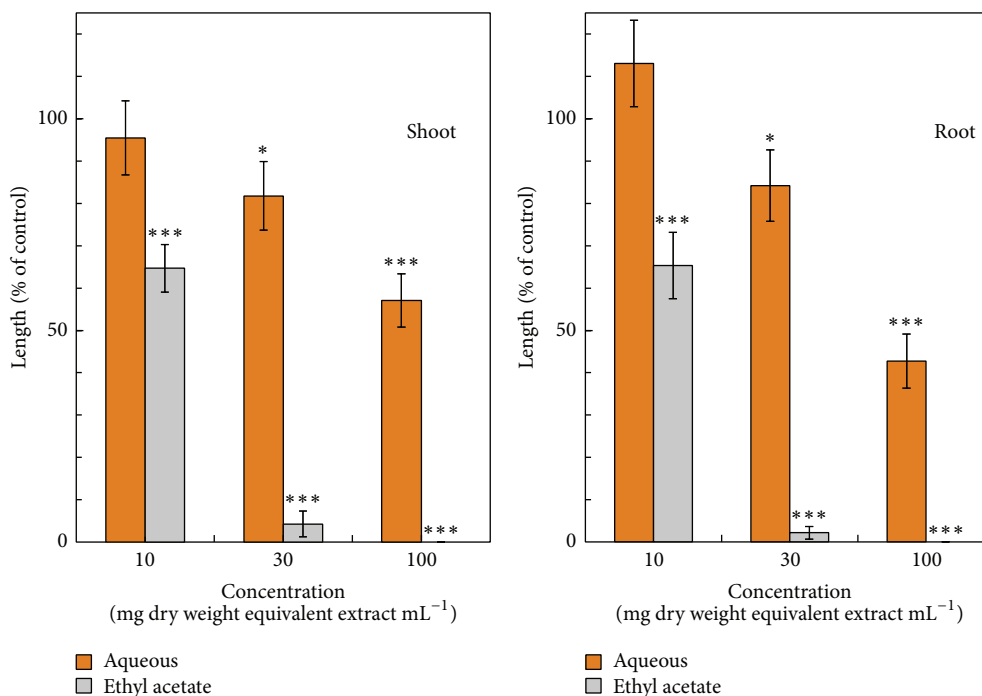 Shoot
Length (% of control)
100
50
0
*
***
***
***
***
10
30
100
Concentration
(mg dry weight equivalent extract mL⁻¹)
Aqueous
Ethyl acetate
Root
Length (% of control)
100
50
0
*
***
***
***
***
10
30
100
Concentration
(mg dry weight equivalent extract mL⁻¹)
Aqueous
Ethyl acetate